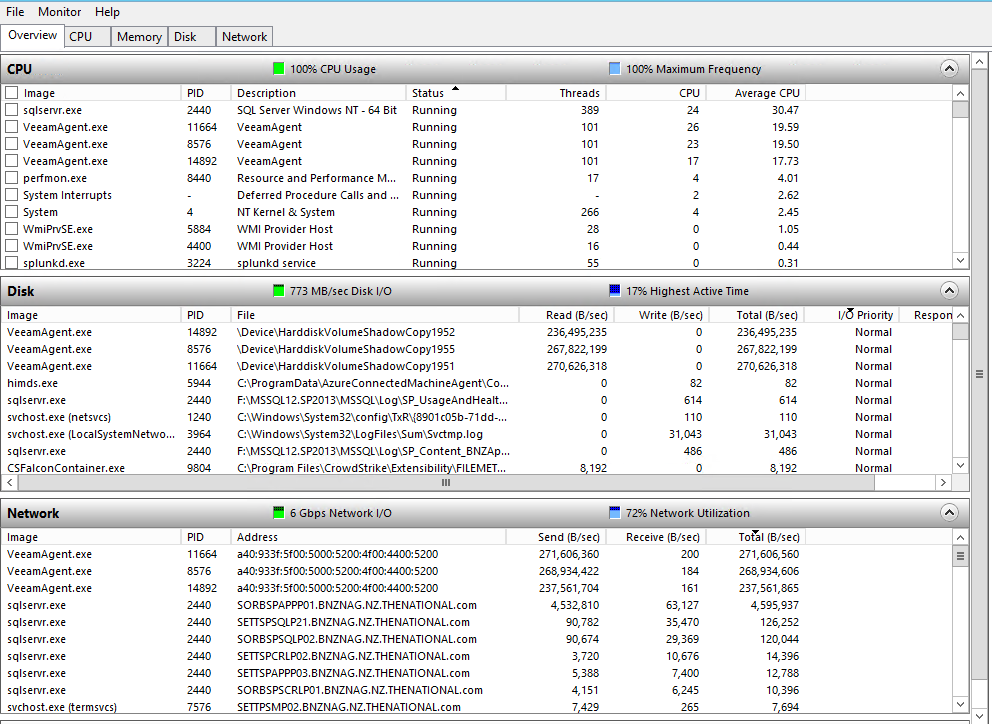 File Monitor Help
Overview CPU Memory Disk Network
CPU 100% CPU Usage 100% Maximum Frequency
Image PID Description Status Threads CPU Average CPU
sqlservr.exe 2440 SQL Server Windows NT - 64 Bit Running 389 24 30.47
VeeamAgent.exe 11664 VeeamAgent Running 101 26 19.59
VeeamAgent.exe 8576 VeeamAgent Running 101 23 19.50
VeeamAgent.exe 14892 VeeamAgent Running 101 17 17.73
perfmon.exe 8440 Resource and Performance M... Running 17 4 4.01
System Interrupts - Deferred Procedure Calls and ... Running - 2 2.62
System 4 NT Kernel & System Running 266 4 2.45
WmiPrvSE.exe 5884 WMI Provider Host Running 28 0 1.05
WmiPrvSE.exe 4400 WMI Provider Host Running 16 0 0.44
splunkd.exe 3224 splunkd service Running 55 0 0.31
Disk 773 MB/sec Disk I/O 17% Highest Active Time
Image PID File Read (B/sec) Write (B/sec) Total (B/sec) I/O Priority Respon
VeeamAgent.exe 14892 \Device\HarddiskVolumeShadowCopy1952 236,495,235 0 236,495,235 Normal
VeeamAgent.exe 8576 \Device\HarddiskVolumeShadowCopy1955 267,822,199 0 267,822,199 Normal
VeeamAgent.exe 11664 \Device\HarddiskVolumeShadowCopy1951 270,626,318 0 270,626,318 Normal
himds.exe 5944 C:\ProgramData\AzureConnectedMachineAgent\Co... 0 82 82 Normal
sqlservr.exe 2440 F:\MSSQL12.SP2013\MSSQL\Log\SP_UsageAndHealt... 0 614 614 Normal
svchost.exe (netsvcs) 1240 C:\Windows\System32\config\TxR\{8901c05b-71dd-... 0 110 110 Normal
svchost.exe (LocalSystemNetwo... 3964 C:\Windows\System32\LogFiles\Sum\Svctmp.log 0 31,043 31,043 Normal
sqlservr.exe 2440 F:\MSSQL12.SP2013\MSSQL\Log\SP_Content_BNZAp... 0 486 486 Normal
CSFalconContainer.exe 9804 C:\Program Files\CrowdStrike\Extensibility\FILEMET... 8,192 0 8,192 Normal
Network 6 Gbps Network I/O 72% Network Utilization
Image PID Address Send (B/sec) Receive (B/sec) Total (B/sec)
VeeamAgent.exe 11664 a40:933f:5f00:5000:5200:4f00:4400:5200 271,606,360 200 271,606,560
VeeamAgent.exe 8576 a40:933f:5f00:5000:5200:4f00:4400:5200 268,934,422 184 268,934,606
VeeamAgent.exe 14892 a40:933f:5f00:5000:5200:4f00:4400:5200 237,561,704 161 237,561,865
sqlservr.exe 2440 SORBSPAPPP01.BNZNAG.NZ.THENATIONAL.com 4,532,810 63,127 4,595,937
sqlservr.exe 2440 SETTSPSQLP21.BNZNAG.NZ.THENATIONAL.com 90,782 35,470 126,252
sqlservr.exe 2440 SORBSPSQLP02.BNZNAG.NZ.THENATIONAL.com 90,674 29,369 120,044
sqlservr.exe 2440 SETTSPCRLP02.BNZNAG.NZ.THENATIONAL.com 3,720 10,676 14,396
sqlservr.exe 2440 SETTSPAPPP03.BNZNAG.NZ.THENATIONAL.com 5,388 7,400 12,788
sqlservr.exe 2440 SORBSPSCRLP01.BNZNAG.NZ.THENATIONAL.com 4,151 6,245 10,396
svchost.exe (termsvcs) 7576 SETTPSMP02.BNZNAG.NZ.THENATIONAL.com 7,429 265 7,694